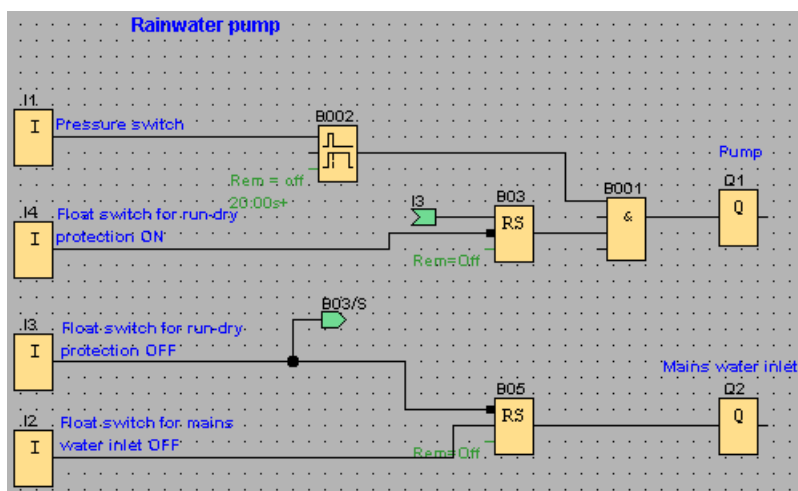 Rainwater pump
I1
I
Pressure switch
B002
Rem = off
20:00s+
Pump
Q1
Q
I4
I
Float switch for run-dry
protection ON
I3
B03
RS
Rem=Off
B001
&
B03/S
I3
I
Float switch for run-dry
protection OFF
Mains water inlet
B05
RS
Rem=Off
Q2
Q
I2
I
Float switch for mains
water inlet OFF